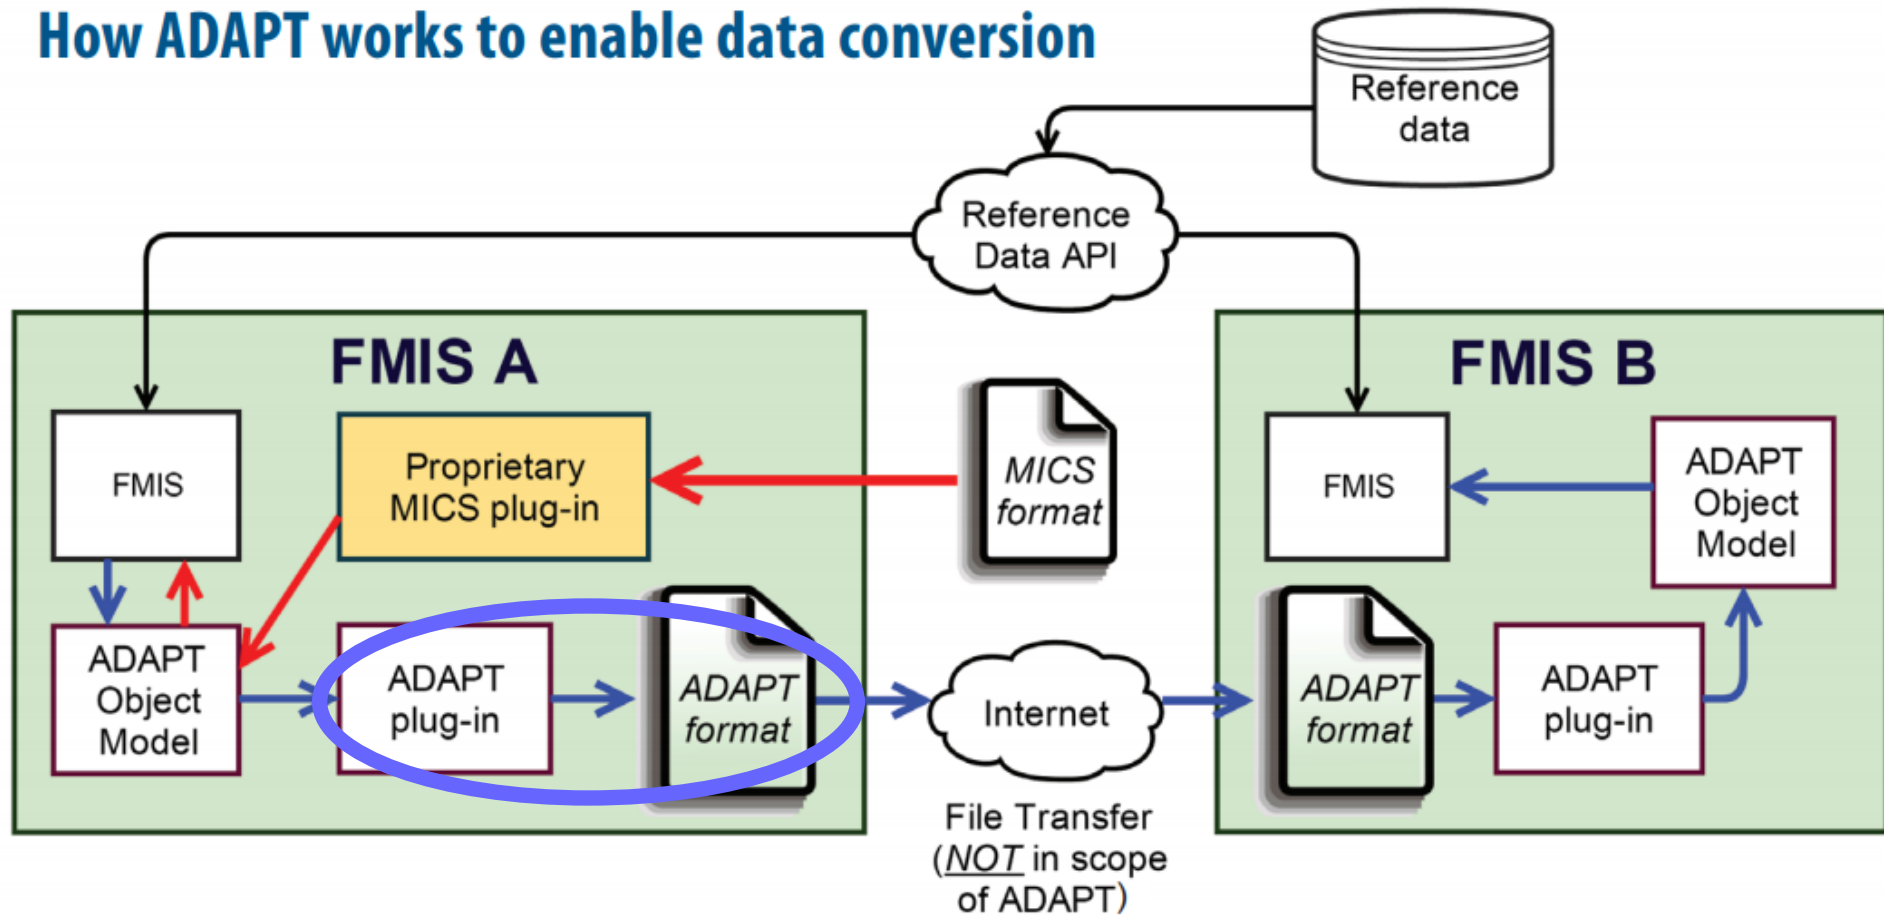 How ADAPT works to enable data conversion
Reference
data
Reference
Data API
FMIS A
FMIS
Proprietary
MICS plug-in
MICS
format
ADAPT
Object
Model
ADAPT
plug-in
ADAPT
format
Internet
File Transfer
(NOT in scope
of ADAPT)
FMIS B
FMIS
ADAPT
Object
Model
ADAPT
format
ADAPT
plug-in